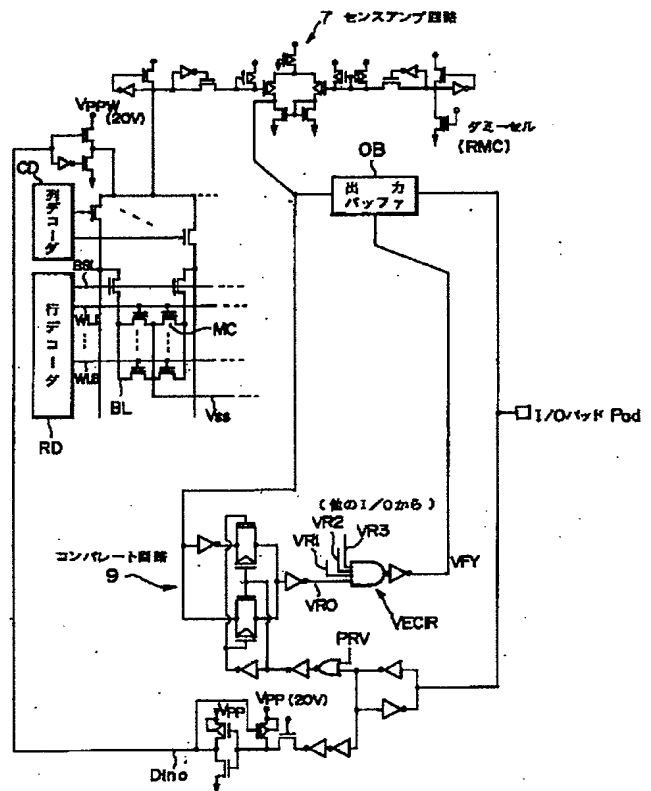 7 センスアンプ回路
VPPW
(20V)
ダミーセル
(RMC)
OB
出力
バッファ
CD
列デコーダ
BSL
WL1
行デコーダ
MC
WL8
BL
Vss
RD
I/Oパッド Pad
(他のI/Oから)
VR1
VR2
VR3
コンパレート回路
9
VR0
VFY
VECIR
PRV
VPP
VPP (20V)
Dino